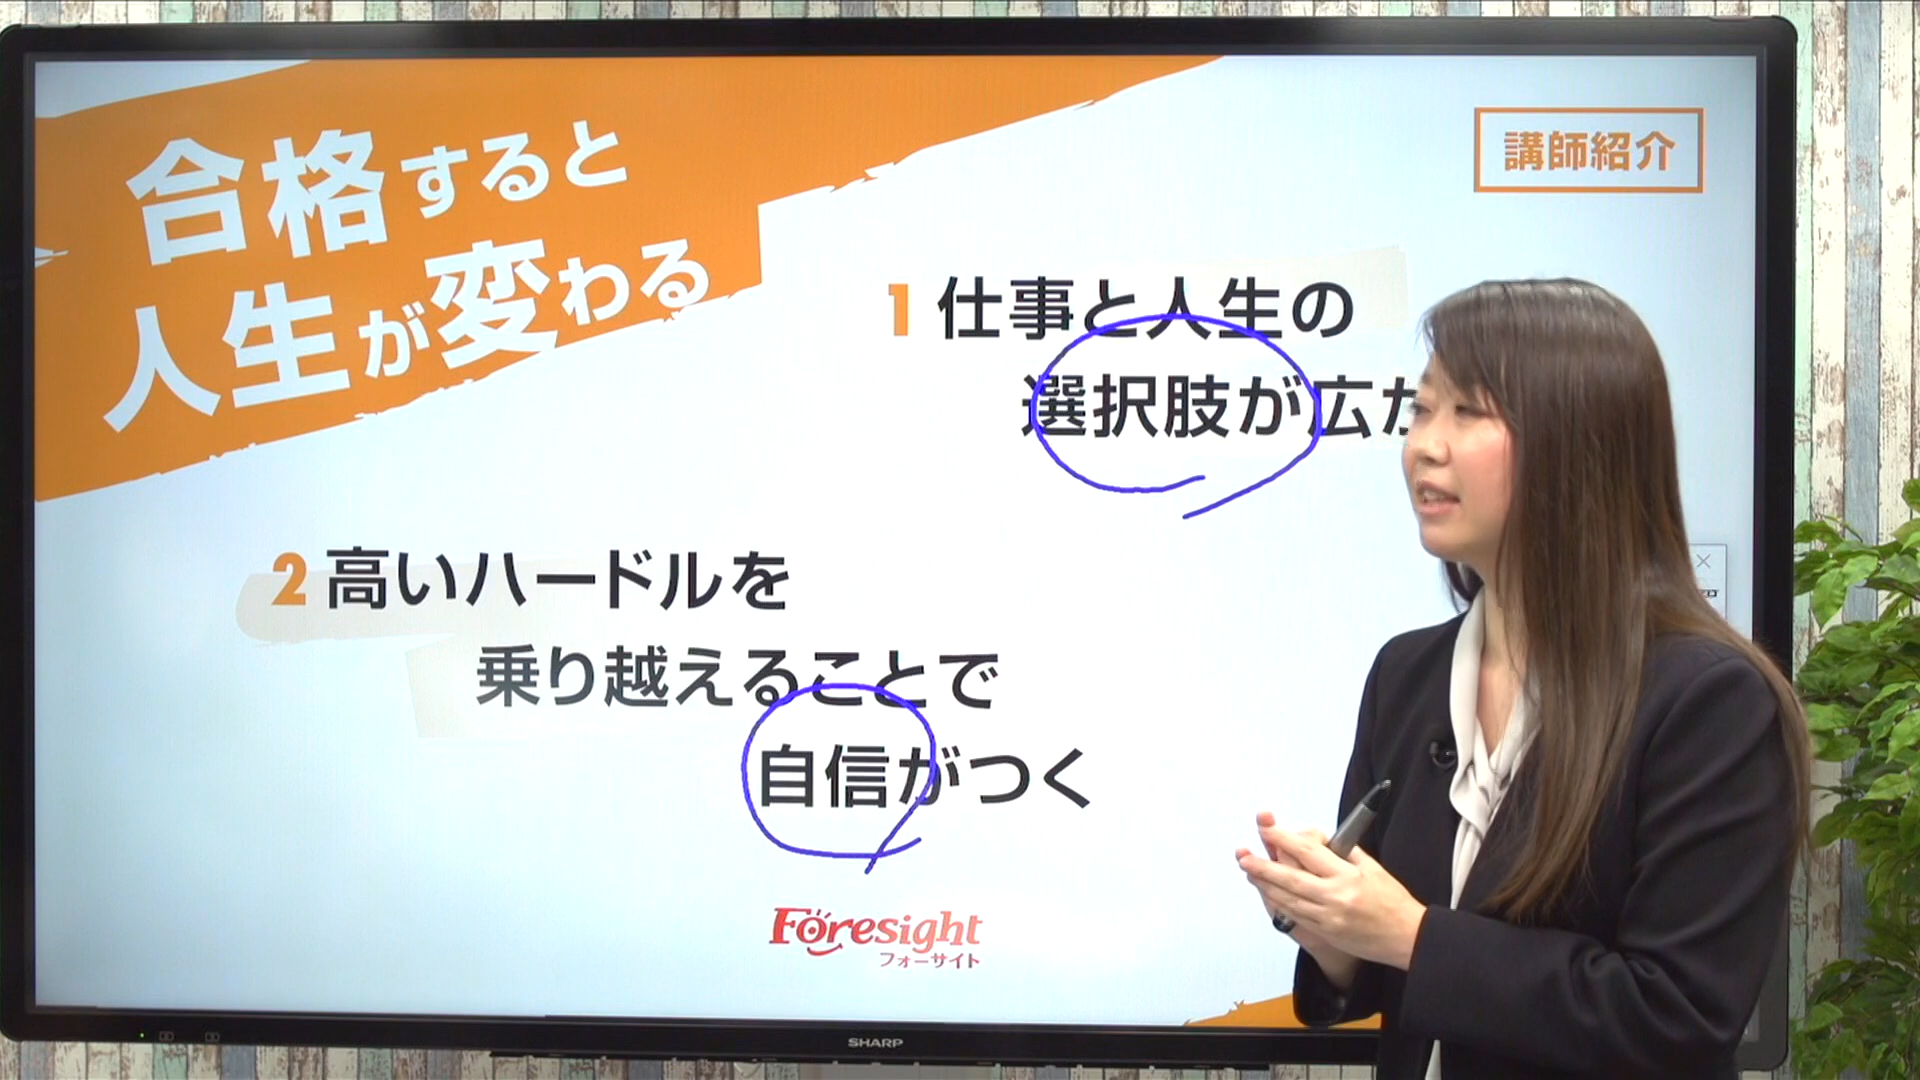 合格すると
人生が変わる
講師紹介
1 仕事と人生の
選択肢が広が
2 高いハードルを
乗り越えることで
自信がつく
Foresight
フォーサイト
SHARP